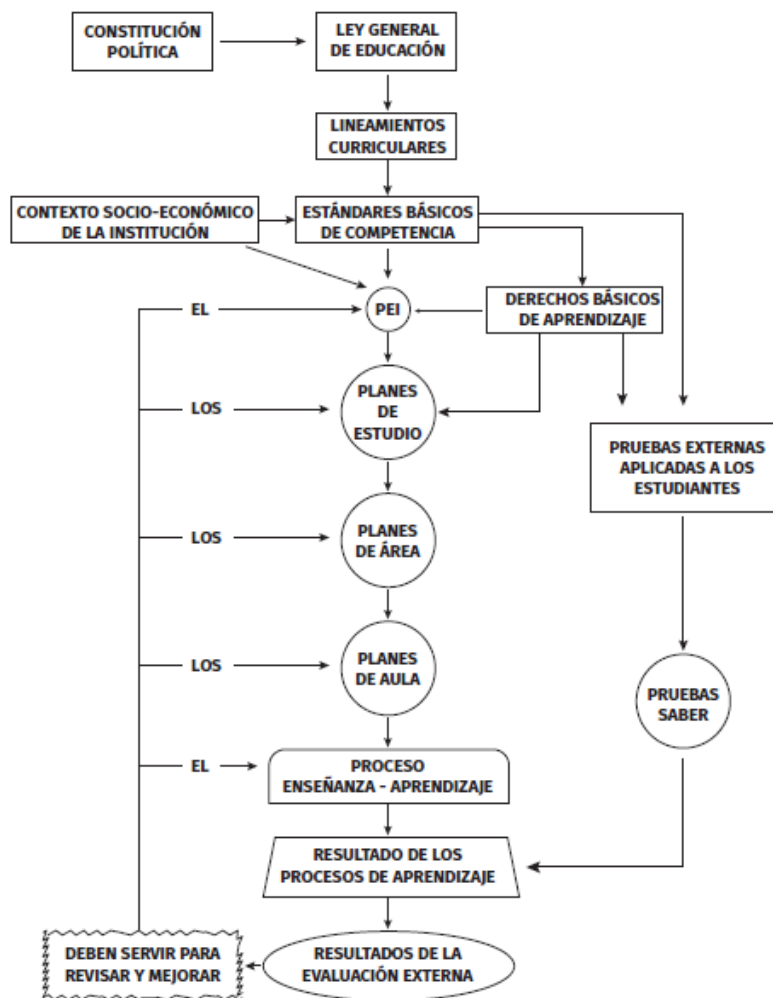 CONSTITUCIÓN
POLÍTICA
LEY GENERAL
DE EDUCACIÓN
LINEAMIENTOS
CURRICULARES
CONTEXTO SOCIO-ECONÓMICO
DE LA INSTITUCIÓN
ESTÁNDARES BÁSICOS
DE COMPETENCIA
DERECHOS BÁSICOS
DE APRENDIZAJE
EL
PEI
LOS
PLANES
DE
ESTUDIO
PRUEBAS EXTERNAS
APLICADAS A LOS
ESTUDIANTES
LOS
PLANES
DE ÁREA
LOS
PLANES
DE AULA
PRUEBAS
SABER
EL
PROCESO
ENSEÑANZA - APRENDIZAJE
RESULTADO DE LOS
PROCESOS DE APRENDIZAJE
DEBEN SERVIR PARA
REVISAR Y MEJORAR
RESULTADOS DE LA
EVALUACIÓN EXTERNA